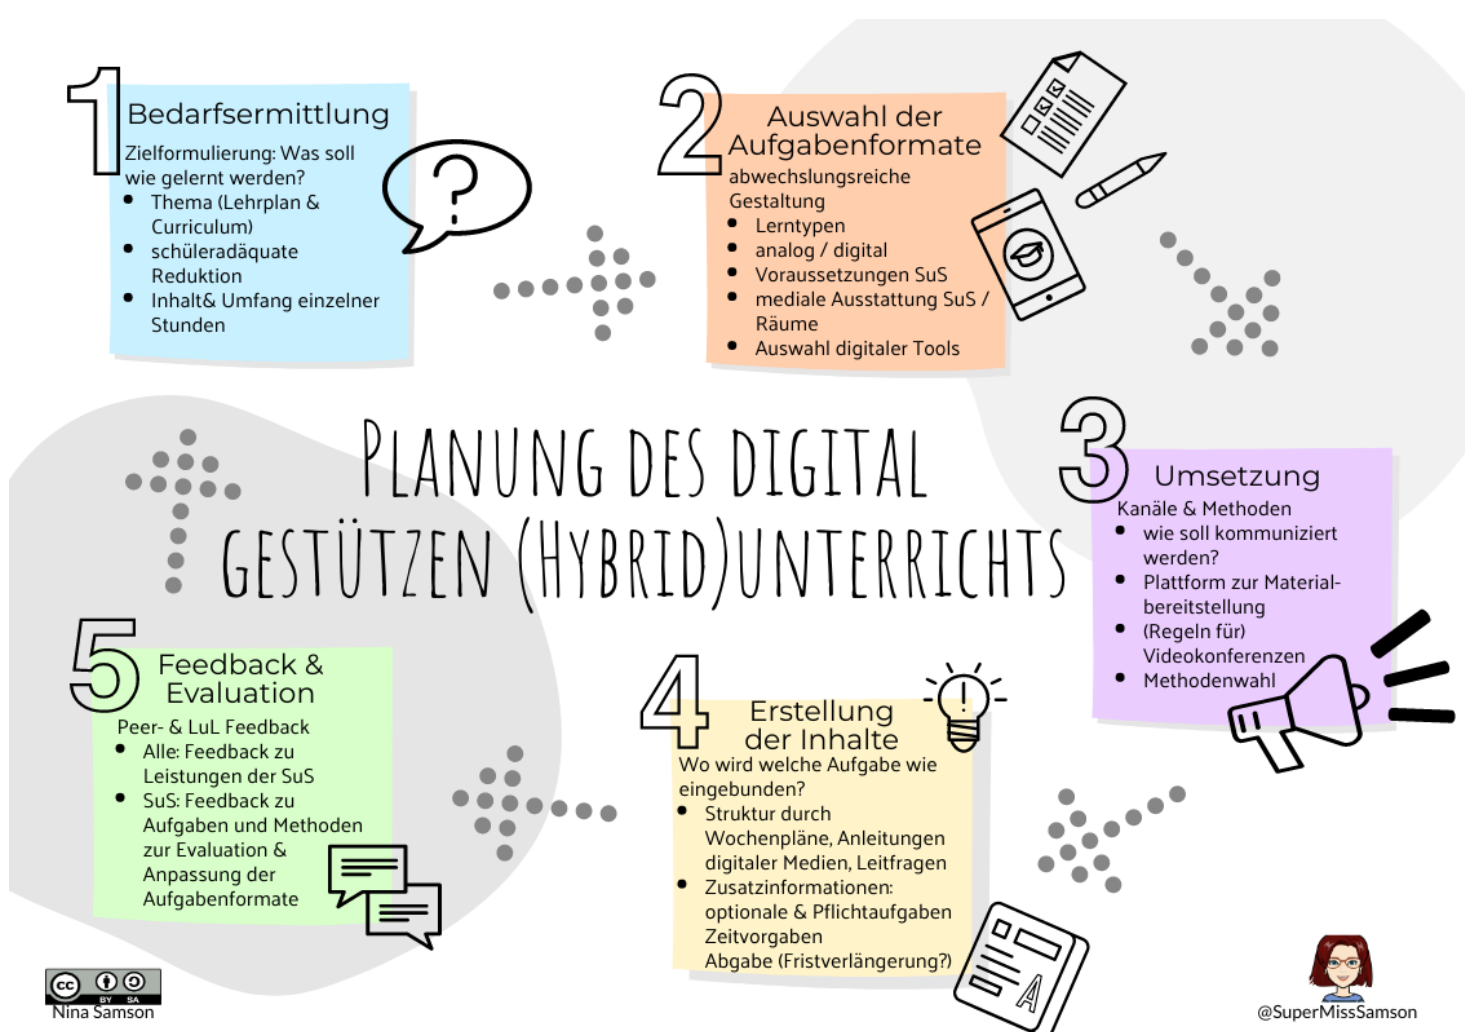 1
Bedarfsermittlung
Zielformulierung: Was soll
wie gelernt werden?
• Thema (Lehrplan &
Curriculum)
• schüleradäquate
Reduktion
• Inhalt& Umfang einzelner
Stunden
?
2
Auswahl der
Aufgabenformate
abwechslungsreiche
Gestaltung
• Lerntypen
• analog / digital
• Voraussetzungen SuS
• mediale Ausstattung SuS /
Räume
• Auswahl digitaler Tools
Planung des digital
gestützen (Hybrid)unterrichts
3
Umsetzung
Kanäle & Methoden
• wie soll kommuniziert
werden?
• Plattform zur Material-
bereitstellung
• (Regeln für)
Videokonferenzen
• Methodenwahl
4
Erstellung
der Inhalte
Wo wird welche Aufgabe wie
eingebunden?
• Struktur durch
Wochenpläne, Anleitungen
digitaler Medien, Leitfragen
• Zusatzinformationen:
optionale & Pflichtaufgaben
Zeitvorgaben
Abgabe (Fristverlängerung?)
!
A
5
Feedback &
Evaluation
Peer- & LuL Feedback
• Alle: Feedback zu
Leistungen der SuS
• SuS: Feedback zu
Aufgaben und Methoden
zur Evaluation &
Anpassung der
Aufgabenformate
cc
BY SA
Nina Samson
@SuperMissSamson